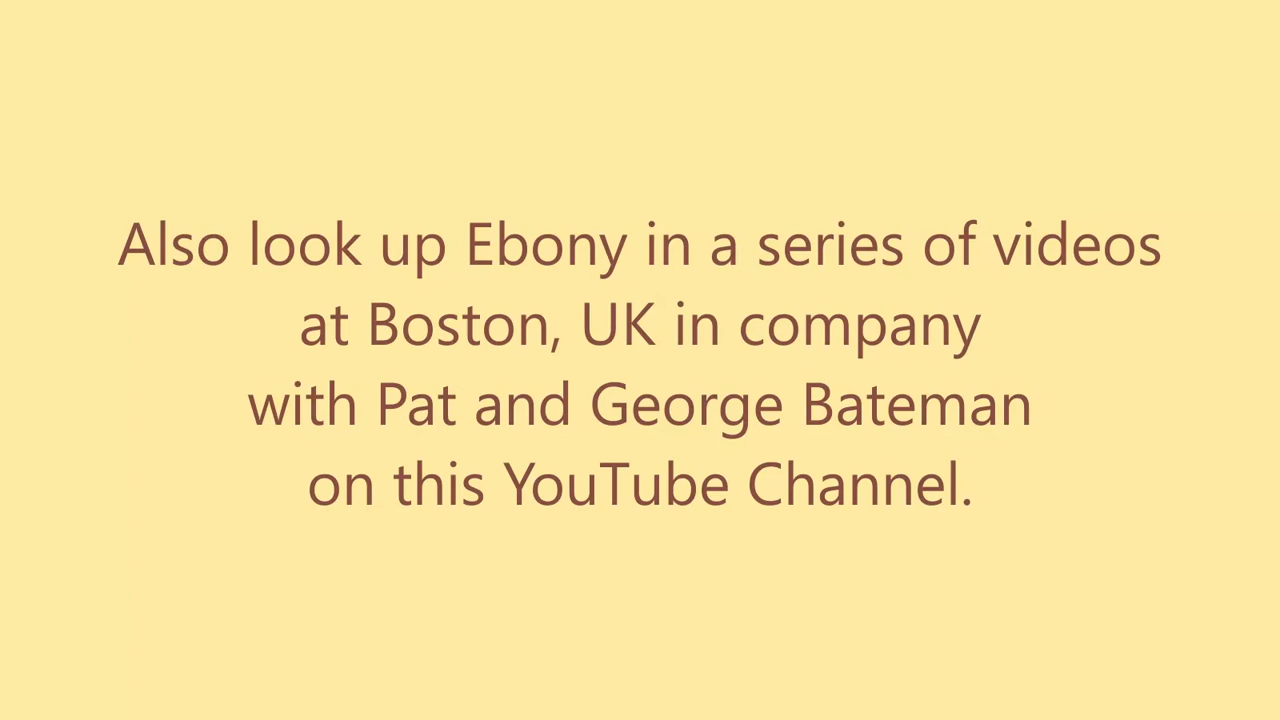 Also look up Ebony in a series of videos
at Boston, UK in company
with Pat and George Bateman
on this YouTube Channel.